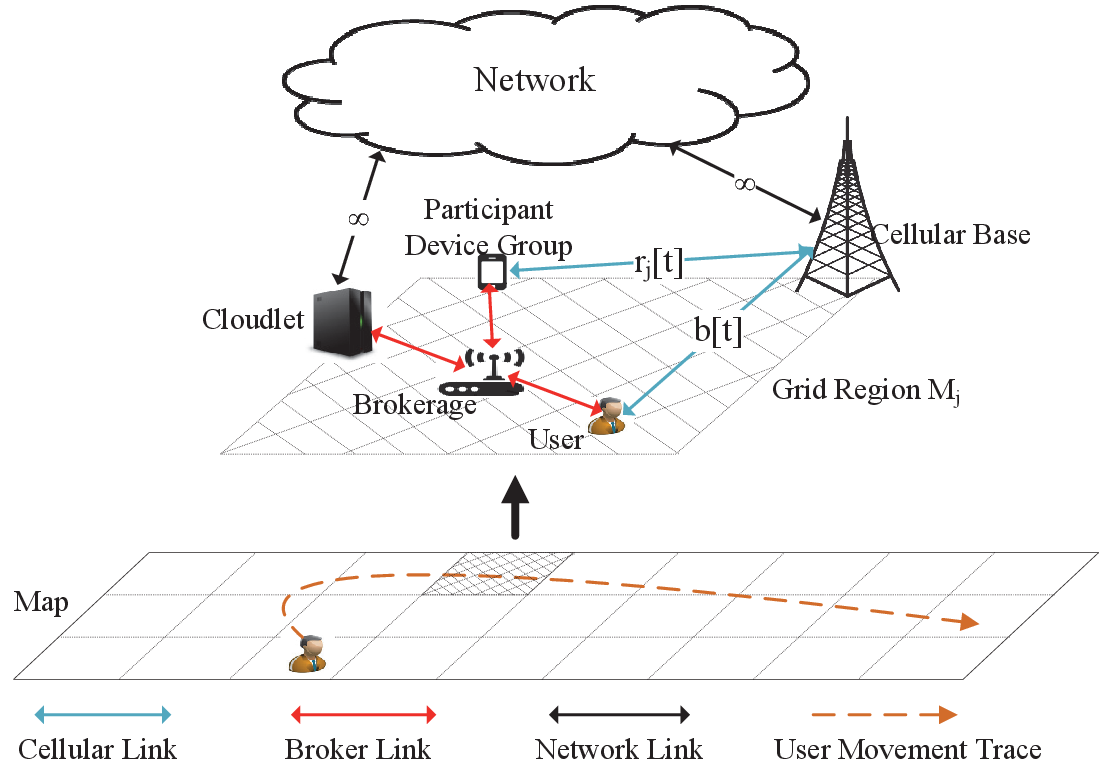 Network
∞
∞
Participant
Device Group
Cellular Base
r_j[t]
Cloudlet
b[t]
Grid Region M_j
Brokerage
User
Map
Cellular Link
Broker Link
Network Link
User Movement Trace